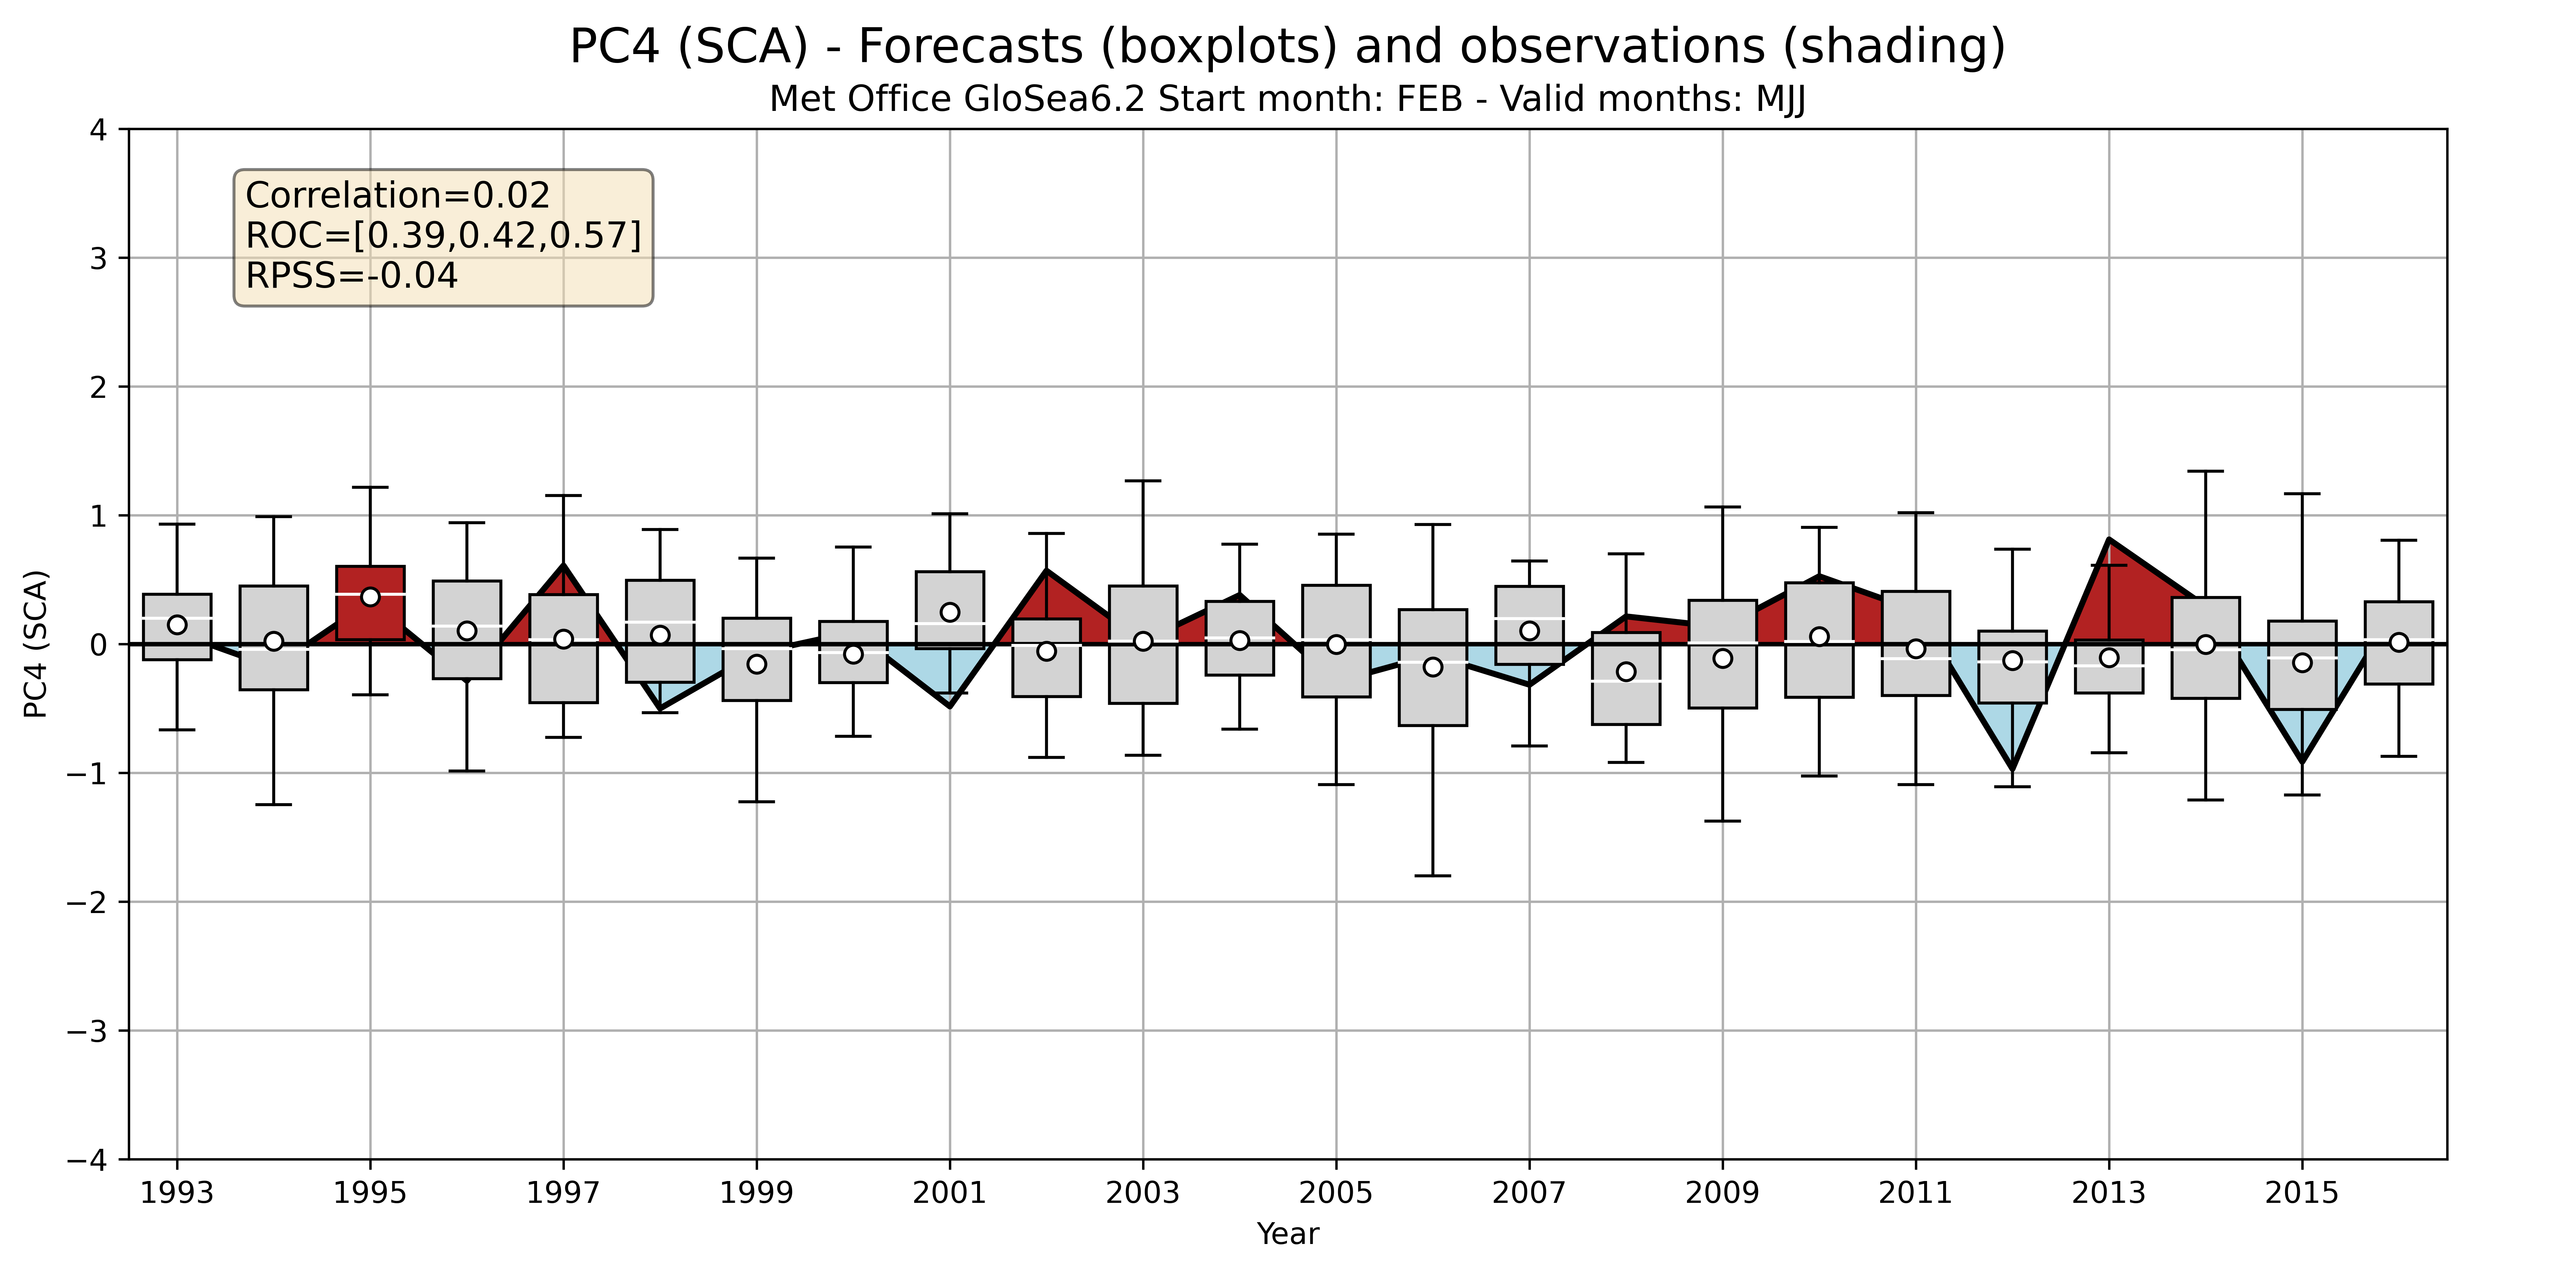 PC4 (SCA) - Forecasts (boxplots) and observations (shading)
Met Office GloSea6.2 Start month: FEB - Valid months: MJJ
Correlation=0.02
ROC=[0.39,0.42,0.57]
RPSS=-0.04
PC4 (SCA)
4
3
2
1
0
−1
−2
−3
−4
1993 1995 1997 1999 2001 2003 2005 2007 2009 2011 2013 2015
Year